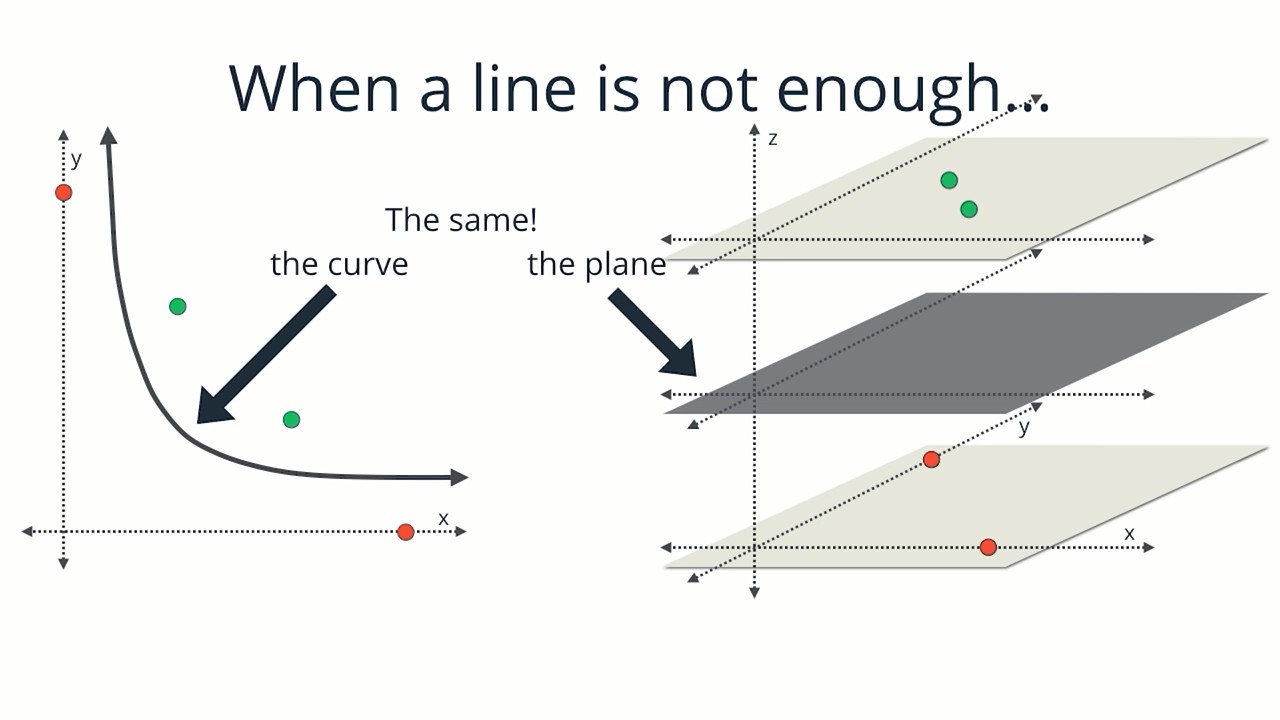 When a line is not enough...
y
z
The same!
the curve
the plane
y
x
x